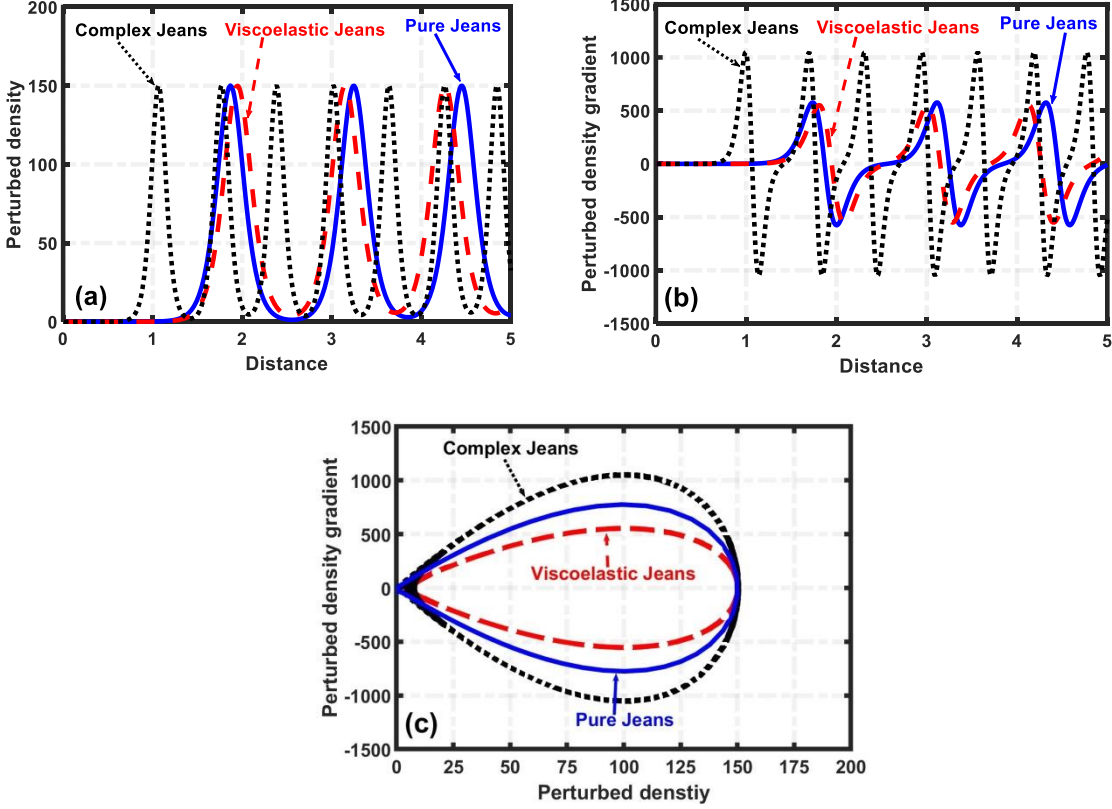 200
150
100
50
0
Perturbed density
Complex Jeans
Viscoelastic Jeans
Pure Jeans
(a)
0 1 2 3 4 5
Distance
1500
1000
500
0
-500
-1000
-1500
Perturbed density gradient
Complex Jeans
Viscoelastic Jeans
Pure Jeans
(b)
0 1 2 3 4 5
Distance
1500
1000
500
0
-500
-1000
-1500
Perturbed density gradient
Complex Jeans
Viscoelastic Jeans
Pure Jeans
(c)
0 25 50 75 100 125 150 175 200
Perturbed denstiy